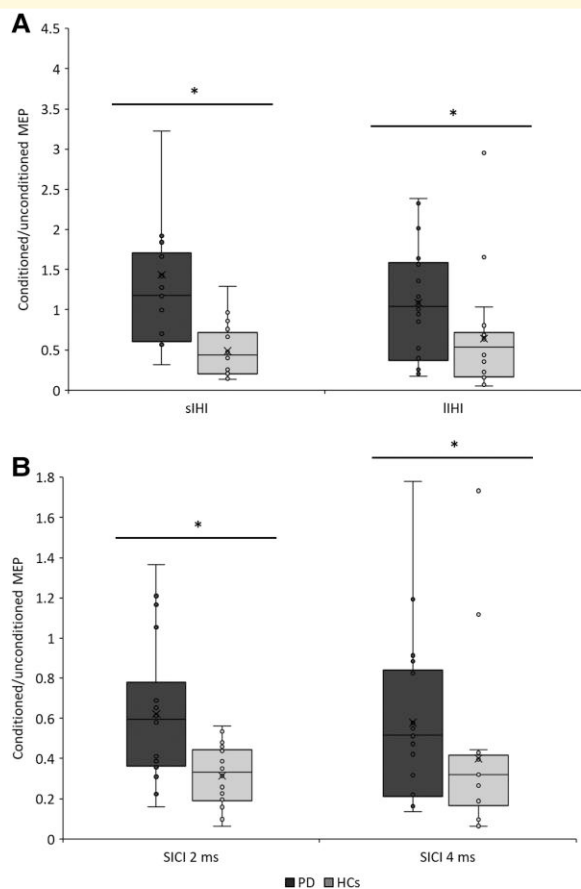 A
4.5
*
4
3.5
*
3
2.5
2
1.5
1
0.5
0
Conditioned/unconditioned MEP
sIHI
lIHI
B
1.8
*
1.6
*
1.4
1.2
1
0.8
0.6
0.4
0.2
0
Conditioned/unconditioned MEP
SICI 2 ms
SICI 4 ms
PD HCs